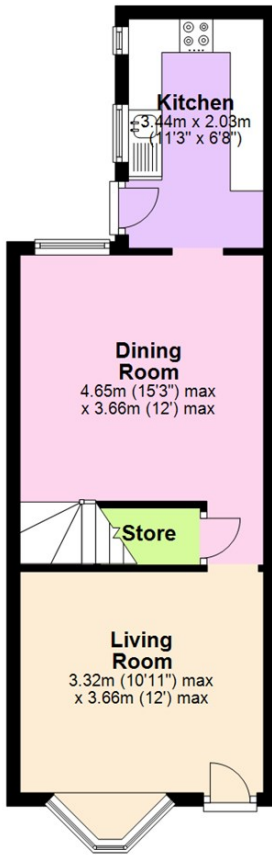 Kitchen
3.44m x 2.03m
(11'3" x 6'8")
Dining
Room
4.65m (15'3") max
x 3.66m (12') max
Store
Living
Room
3.32m (10'11") max
x 3.66m (12') max